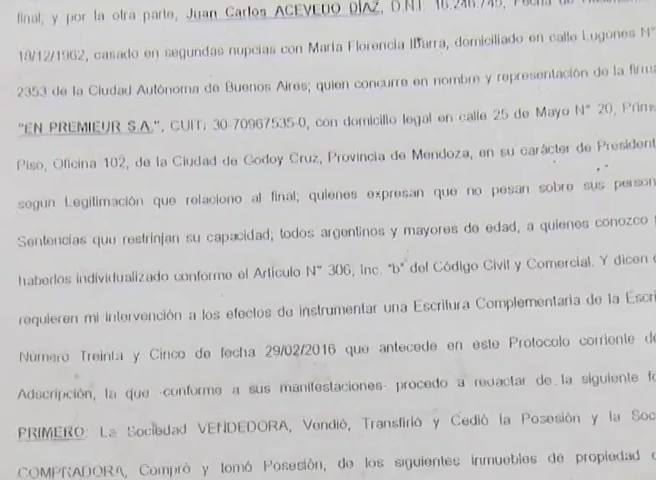 final, y por la otra parte, Juan Carlos ACEVEDO DÍAZ, D.N.I. 16.246.745,
18/12/1962, casado en segundas nupcias con María Florencia Ibarra, domiciliado en calle Lugones N°
2353 de la Ciudad Autónoma de Buenos Aires; quien concurre en nombre y representación de la firma
"EN PREMIEUR S.A.", CUIT: 30-70967535-0, con domicilio legal en calle 25 de Mayo N° 20, Prim
Piso, Oficina 102, de la Ciudad de Godoy Cruz, Provincia de Mendoza, en su carácter de President
segun Legitimación que relaciono al final; quienes expresan que no pesan sobre sus person
Sentencias que restrinjan su capacidad; todos argentinos y mayores de edad, a quienes conozco
haberlos individualizado conforme el Artículo N° 306, Inc. "b" del Código Civil y Comercial. Y dicen
requieren mi intervención a los efectos de instrumentar una Escritura Complementaria de la Escri
Número Treinta y Cinco de fecha 29/02/2016 que antecede en este Protocolo corriente de
Adscripción, la que -conforme a sus manifestaciones- procedo a redactar de la siguiente fo
PRIMERO: La Sociedad VENDEDORA, Vendió, Transfirió y Cedió la Posesión y la Soc
COMPRADORA, Compró y tomó Posesión, de los siguientes inmuebles de propiedad